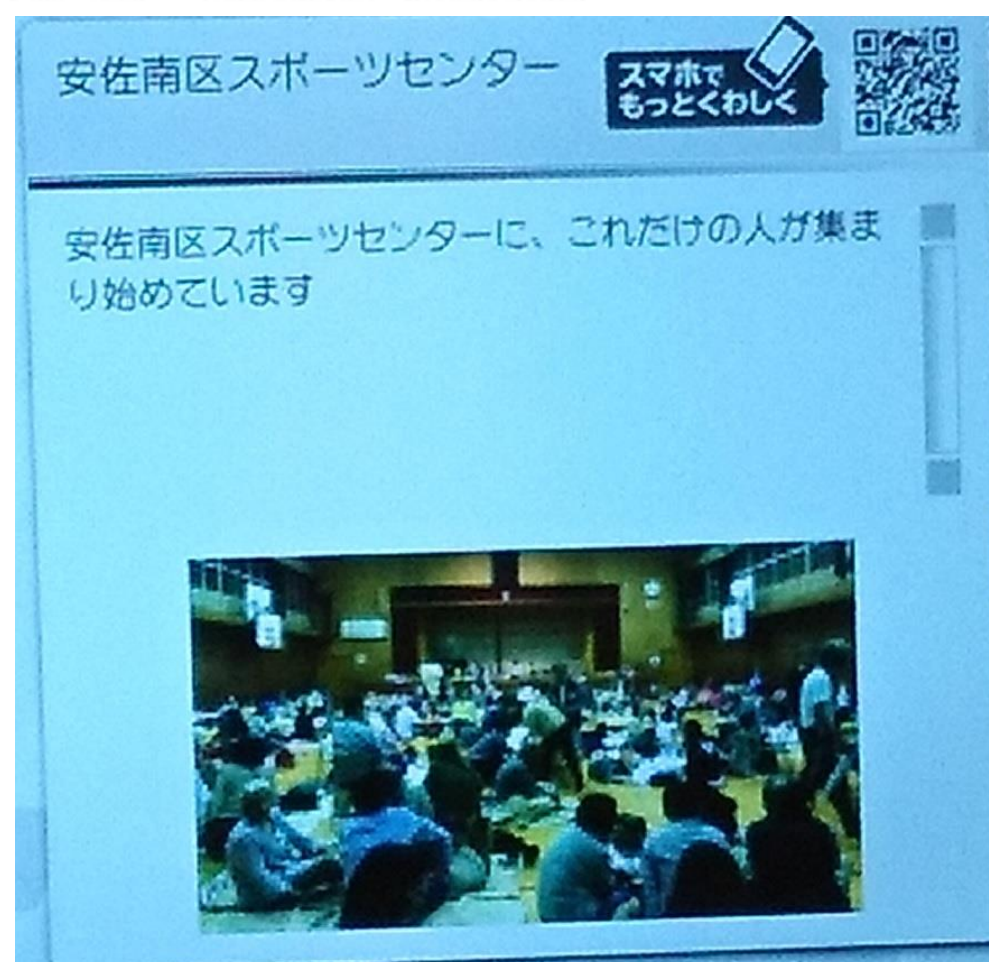 安佐南区スポーツセンター
スマホで
もっとくわしく
安佐南区スポーツセンターに、これだけの人が集ま
り始めています